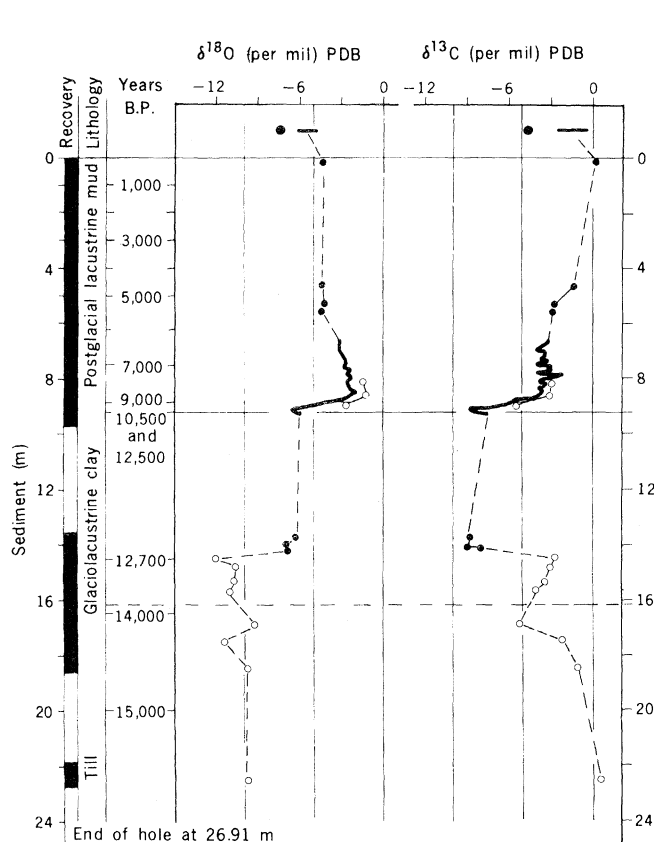 δ18O (per mil) PDB
δ13C (per mil) PDB
Recovery
Lithology
Years
B.P.
−12 −6 0
−12 −6 0
0 0
1,000
3,000
4 4
5,000
7,000
8 8
9,000
10,500
and
12,500
12 12
12,700
16 16
14,000
20 20
15,000
24 24
Sediment (m)
Postglacial lacustrine mud
Glaciolacustrine clay
Till
End of hole at 26.91 m